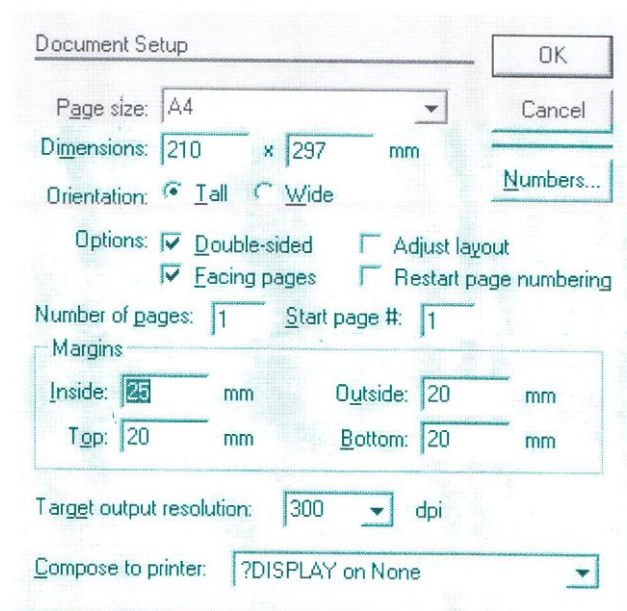 Document Setup
OK
Page size: A4
Cancel
Dimensions: 210 x 297 mm
Numbers...
Orientation: Tall Wide
Options: Double-sided Adjust layout
Facing pages Restart page numbering
Number of pages: 1 Start page #: 1
Margins
Inside: 25 mm Outside: 20 mm
Top: 20 mm Bottom: 20 mm
Target output resolution: 300 dpi
Compose to printer: ?DISPLAY on None